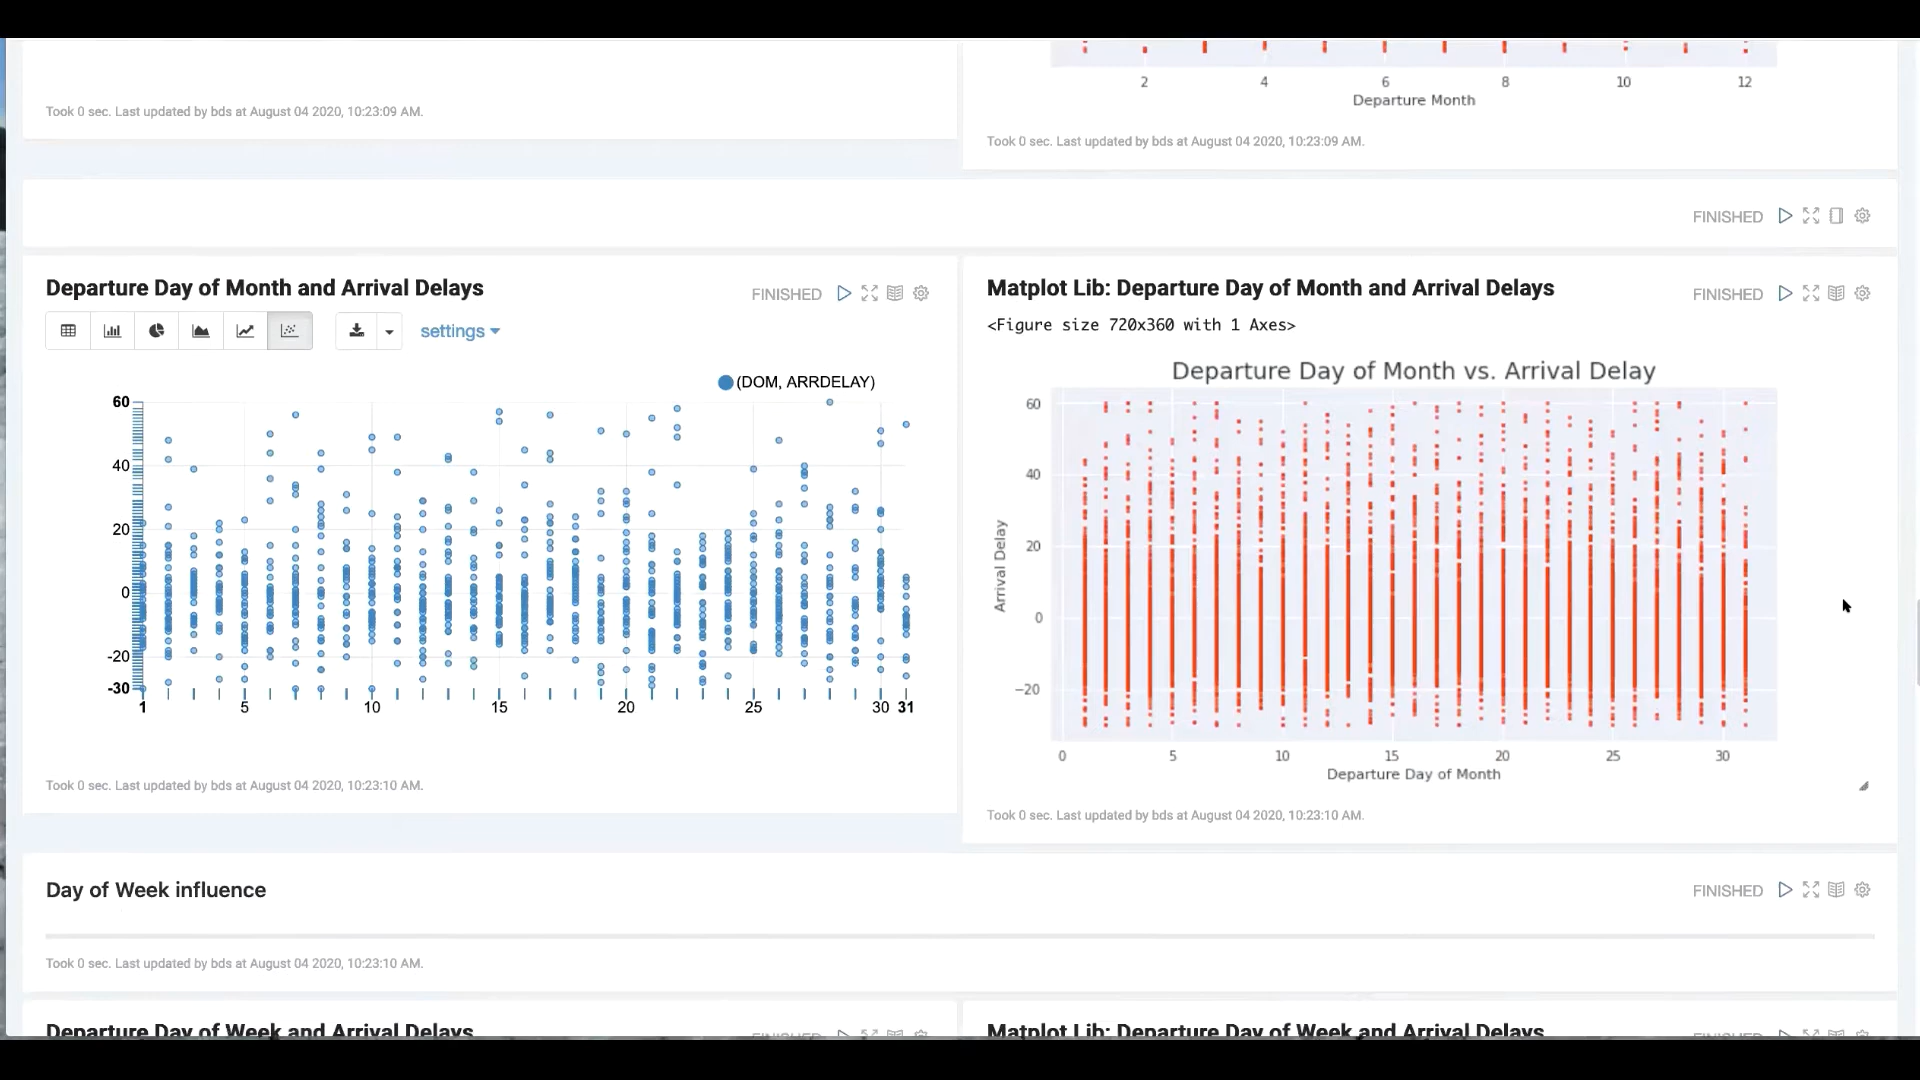 2 4 6 8 10 12
Departure Month
Took 0 sec. Last updated by bds at August 04 2020, 10:23:09 AM.
Took 0 sec. Last updated by bds at August 04 2020, 10:23:09 AM.
FINISHED
Departure Day of Month and Arrival Delays
FINISHED
settings
(DOM, ARRDELAY)
60
40
20
0
-20
-30
1 5 10 15 20 25 30 31
Took 0 sec. Last updated by bds at August 04 2020, 10:23:10 AM.
Matplot Lib: Departure Day of Month and Arrival Delays
FINISHED
<Figure size 720x360 with 1 Axes>
Departure Day of Month vs. Arrival Delay
60
40
20
0
−20
Arrival Delay
0 5 10 15 20 25 30
Departure Day of Month
Took 0 sec. Last updated by bds at August 04 2020, 10:23:10 AM.
Day of Week influence
FINISHED
Took 0 sec. Last updated by bds at August 04 2020, 10:23:10 AM.
Departure Day of Week and Arrival Delays
FINISHED
Matplot Lib: Departure Day of Week and Arrival Delays
FINISHED